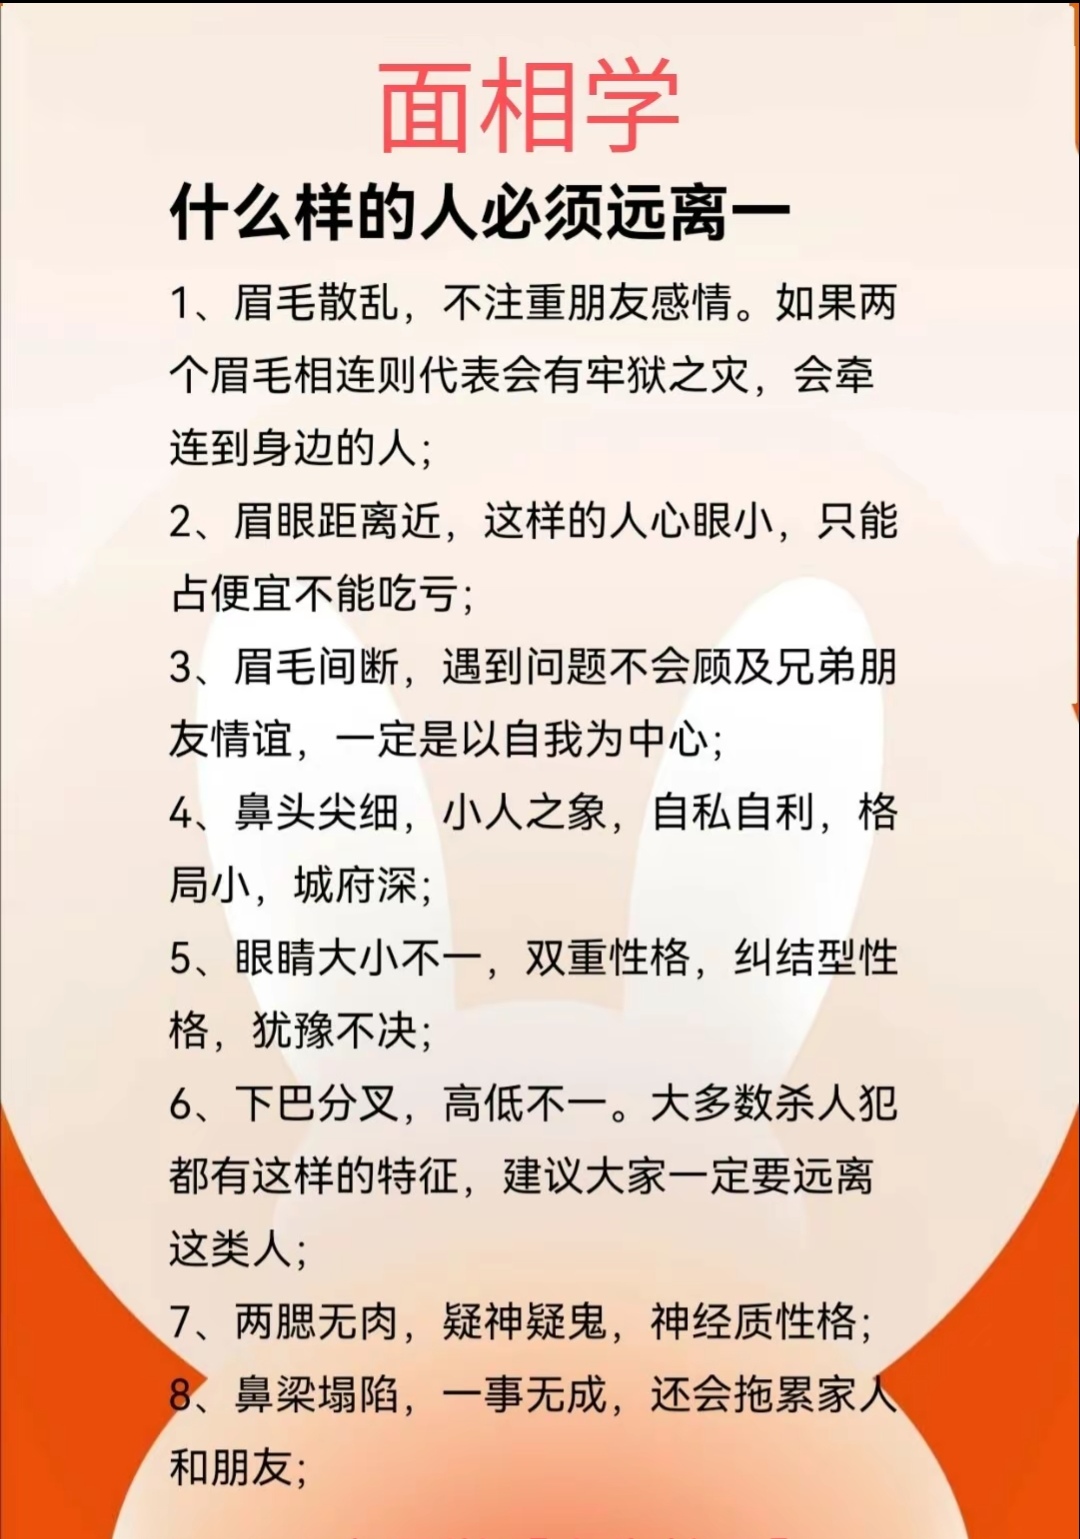 面相学
什么样的人必须远离一
1、眉毛散乱，不注重朋友感情。如果两
个眉毛相连则代表会有牢狱之灾，会牵
连到身边的人；
2、眉眼距离近，这样的人心眼小，只能
占便宜不能吃亏；
3、眉毛间断，遇到问题不会顾及兄弟朋
友情谊，一定是以自我为中心；
4、鼻头尖细，小人之象，自私自利，格
局小，城府深；
5、眼睛大小不一，双重性格，纠结型性
格，犹豫不决；
6、下巴分叉，高低不一。大多数杀人犯
都有这样的特征，建议大家一定要远离
这类人；
7、两腮无肉，疑神疑鬼，神经质性格；
8、鼻梁塌陷，一事无成，还会拖累家人
和朋友；